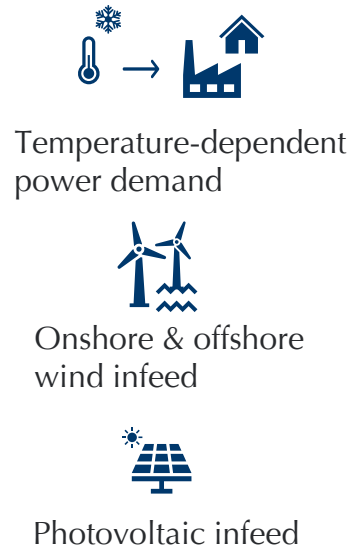 Temperature-dependent
power demand
Onshore & offshore
wind infeed
Photovoltaic infeed